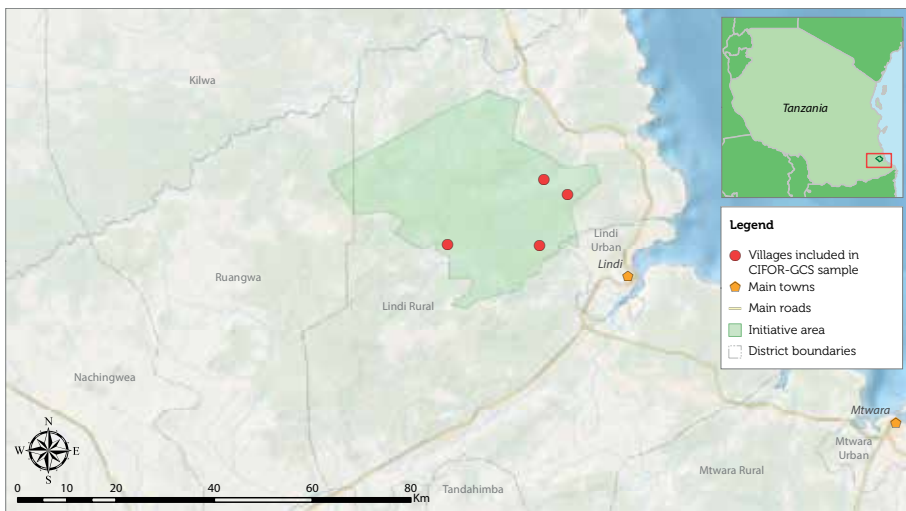 Kilwa
Tanzania
Legend
Villages included in
CIFOR-GCS sample
Main towns
Main roads
Initiative area
District boundaries
Lindi
Urban
Lindi
Ruangwa
Lindi Rural
Nachingwea
Mtwara
Mtwara
Urban
Mtwara Rural
Tandahimba
N
W E
S
0 10 20 40 60 80
Km